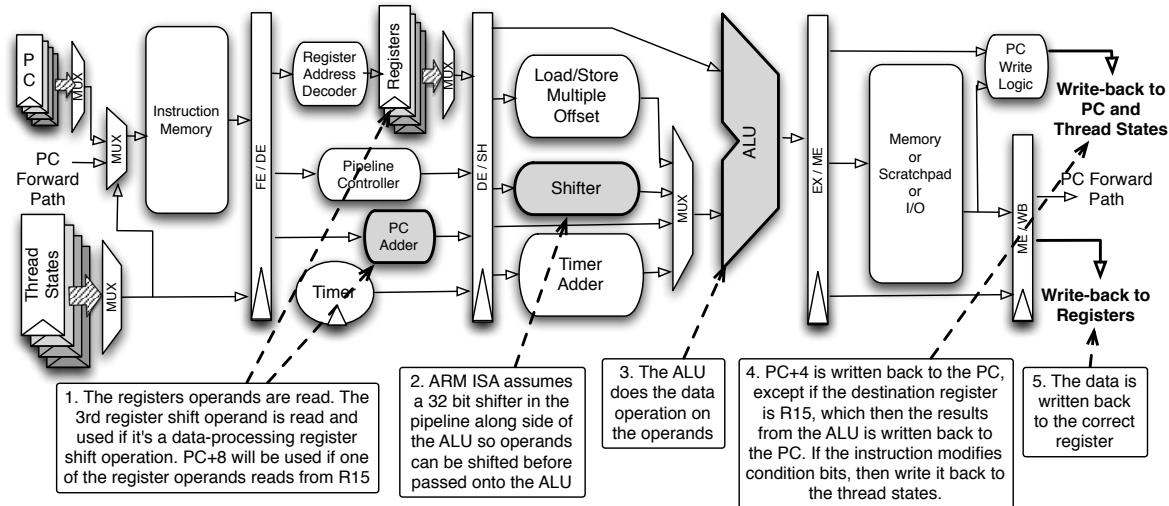 PC
MUX
MUX
PC
Forward
Path
Thread
States
MUX
Instruction
Memory
FE / DE
Register
Address
Decoder
Registers
MUX
Pipeline
Controller
PC
Adder
Timer
DE / SH
Load/Store
Multiple
Offset
Shifter
Timer
Adder
MUX
ALU
EX / ME
Memory
or
Scratchpad
or
I/O
PC
Write
Logic
ME / WB
Write-back to
PC and
Thread States
PC Forward
Path
Write-back to
Registers
1. The registers operands are read. The
3rd register shift operand is read and
used if it's a data-processing register
shift operation. PC+8 will be used if one
of the register operands reads from R15
2. ARM ISA assumes
a 32 bit shifter in the
pipeline along side of
the ALU so operands
can be shifted before
passed onto the ALU
3. The ALU
does the data
operation on
the operands
4. PC+4 is written back to the PC,
except if the destination register
is R15, which then the results
from the ALU is written back to
the PC. If the instruction modifies
condition bits, then write it back to
the thread states.
5. The data is
written back
to the correct
register